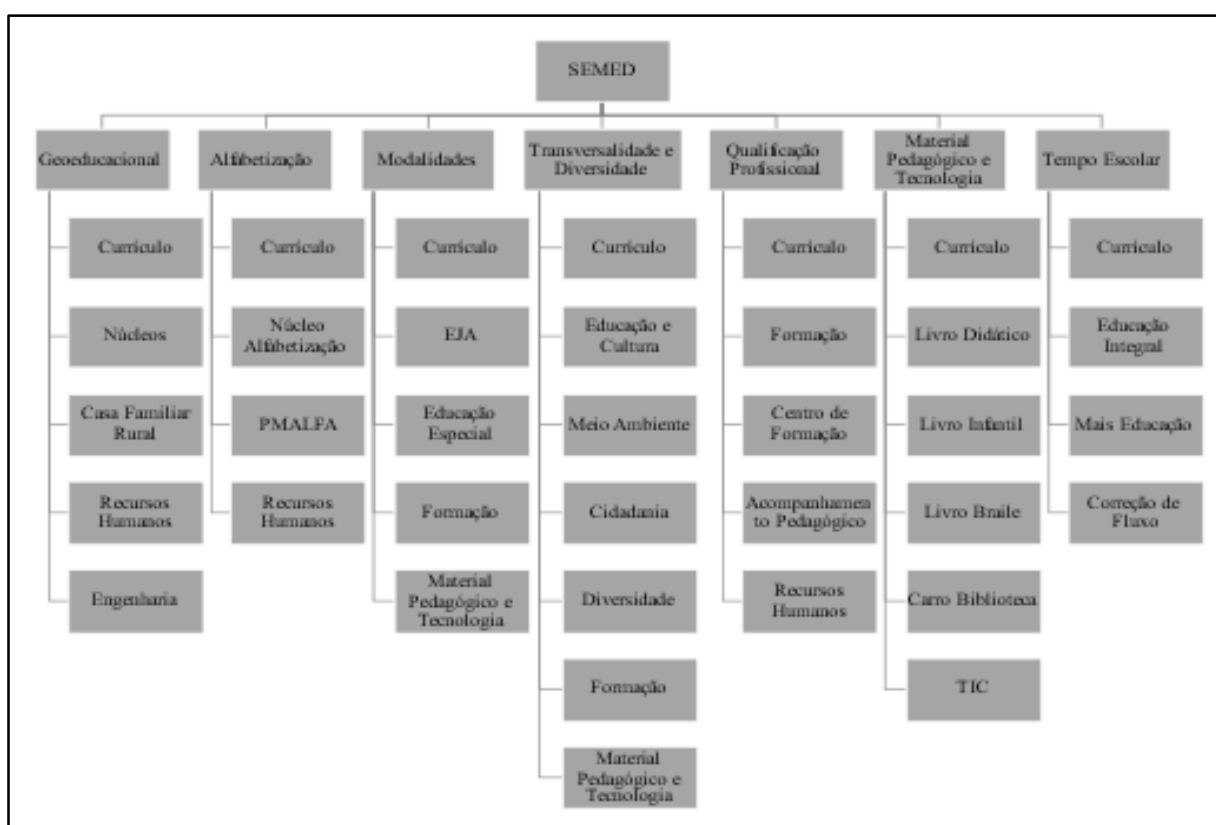 SEMED
Geoeducacional
Alfabetização
Modalidades
Transversalidade e
Diversidade
Qualificação
Profissional
Material
Pedagógico e
Tecnologia
Tempo Escolar
Currículo
Núcleos
Casa Familiar
Rural
Recursos
Humanos
Engenharia
Currículo
Núcleo
Alfabetização
PMALFA
Recursos
Humanos
Currículo
EJA
Educação
Especial
Formação
Material
Pedagógico e
Tecnologia
Currículo
Educação e
Cultura
Meio Ambiente
Cidadania
Diversidade
Formação
Material
Pedagógico e
Tecnologia
Currículo
Formação
Centro de
Formação
Acompanhamen
to Pedagógico
Recursos
Humanos
Currículo
Livro Didático
Livro Infantil
Livro Braile
Carro Biblioteca
TIC
Currículo
Educação
Integral
Mais Educação
Correção de
Fluxo